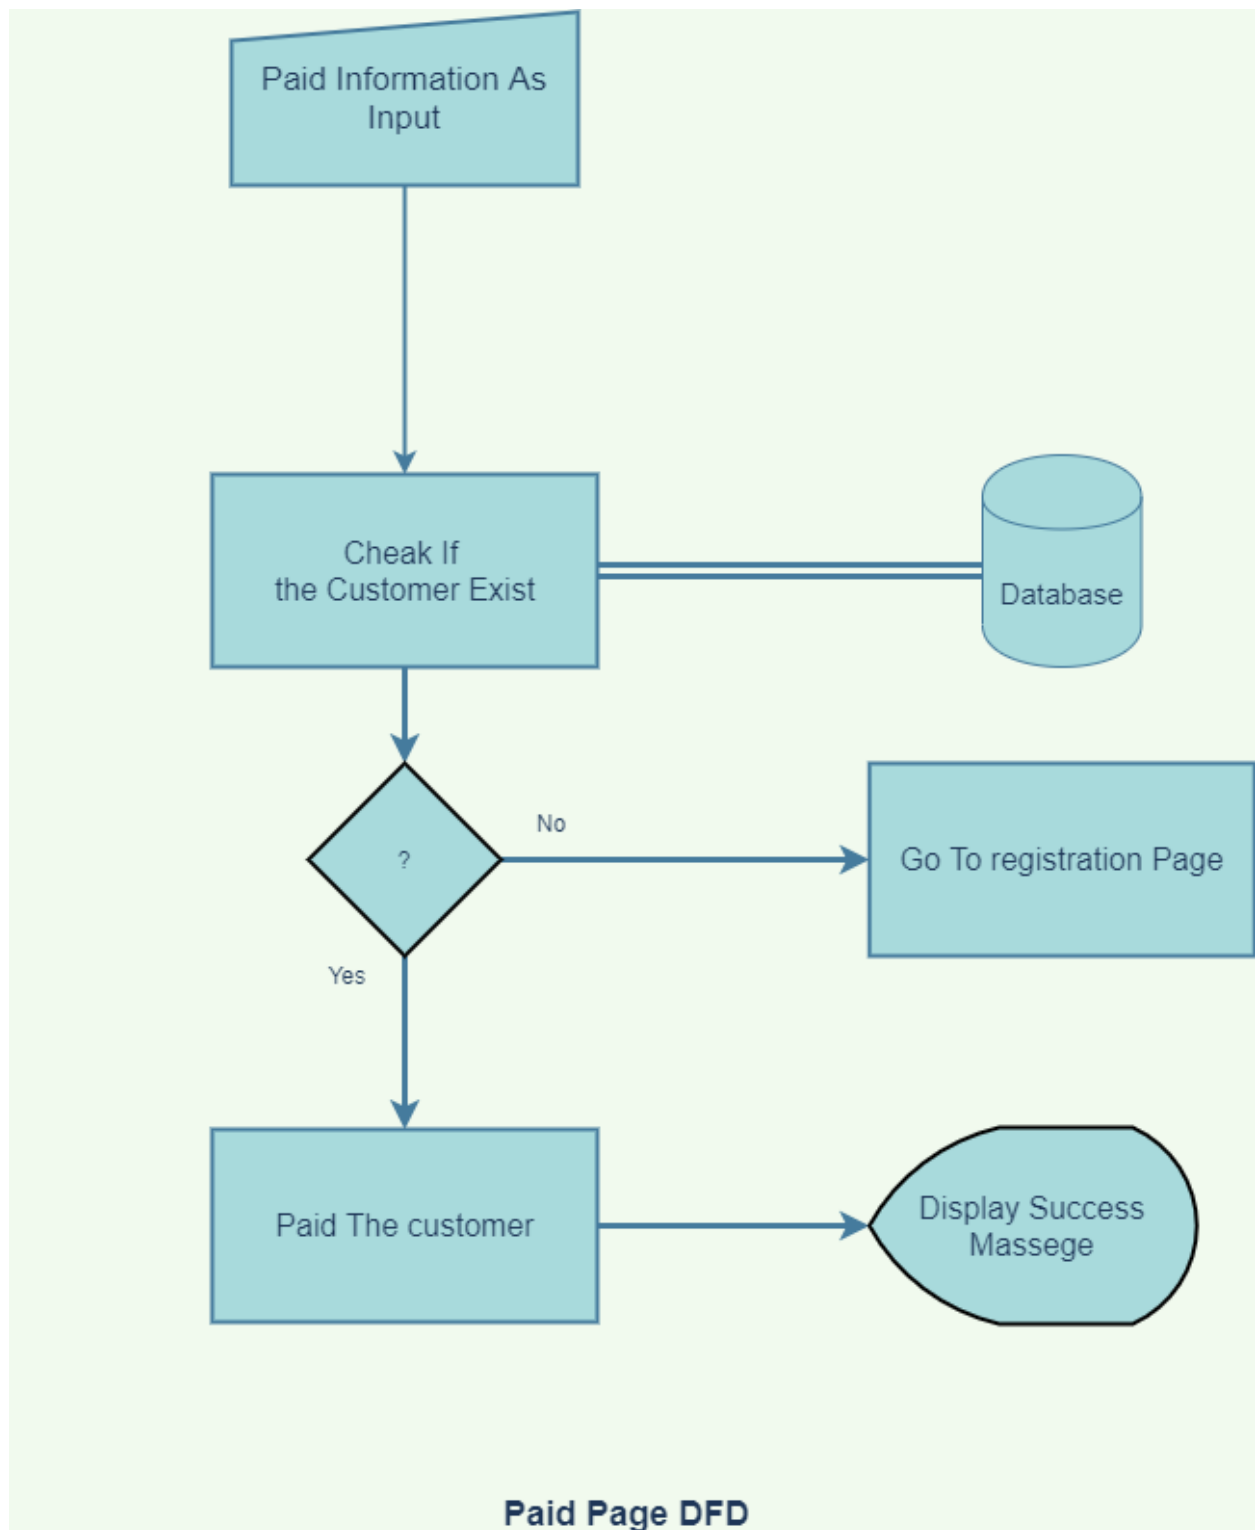 Paid Information As
Input
Cheak If
the Customer Exist
Database
?
No
Go To registration Page
Yes
Paid The customer
Display Success
Massege
Paid Page DFD